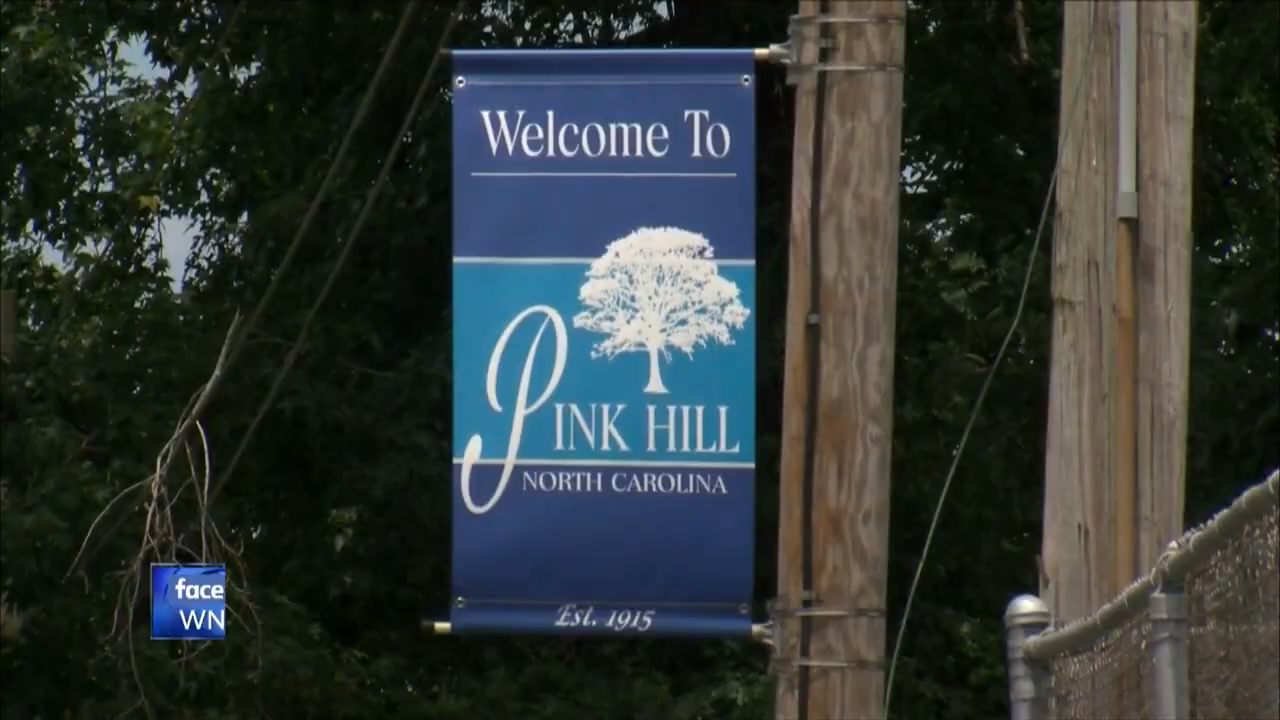 Welcome To
PINK HILL
NORTH CAROLINA
Est. 1915
face
WN